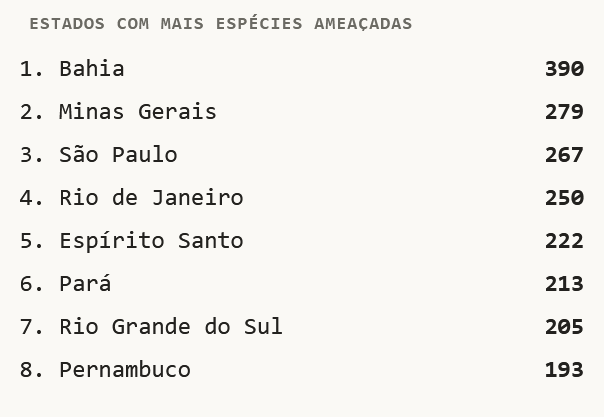 ESTADOS COM MAIS ESPÉCIES AMEAÇADAS
1. Bahia 390
2. Minas Gerais 279
3. São Paulo 267
4. Rio de Janeiro 250
5. Espírito Santo 222
6. Pará 213
7. Rio Grande do Sul 205
8. Pernambuco 193